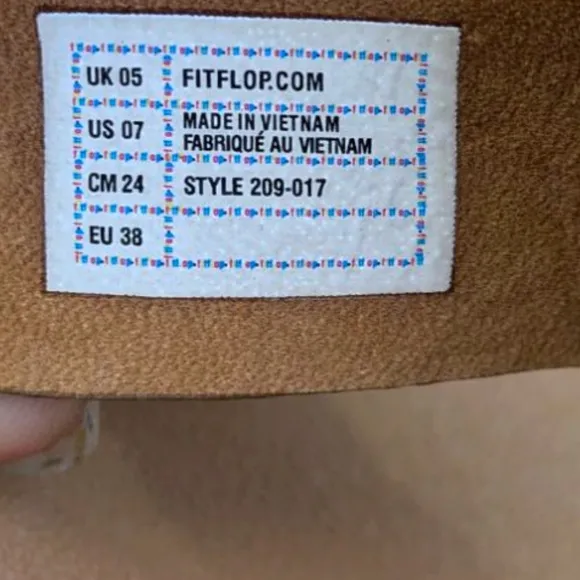 UK 05 FITFLOP.COM
US 07 MADE IN VIETNAM
FABRIQUÉ AU VIETNAM
CM 24 STYLE 209-017
EU 38